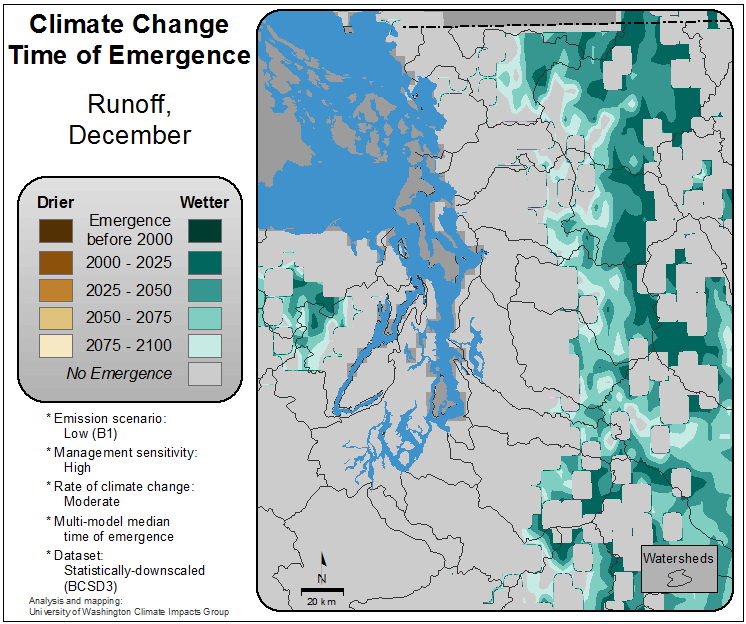 Climate Change
Time of Emergence
Runoff,
December
Drier Wetter
Emergence
before 2000
2000 - 2025
2025 - 2050
2050 - 2075
2075 - 2100
No Emergence
* Emission scenario:
Low (B1)
* Management sensitivity:
High
* Rate of climate change:
Moderate
* Multi-model median
time of emergence
* Dataset:
Statistically-downscaled
(BCSD3)
Analysis and mapping:
University of Washington Climate Impacts Group
N
20 km
Watersheds